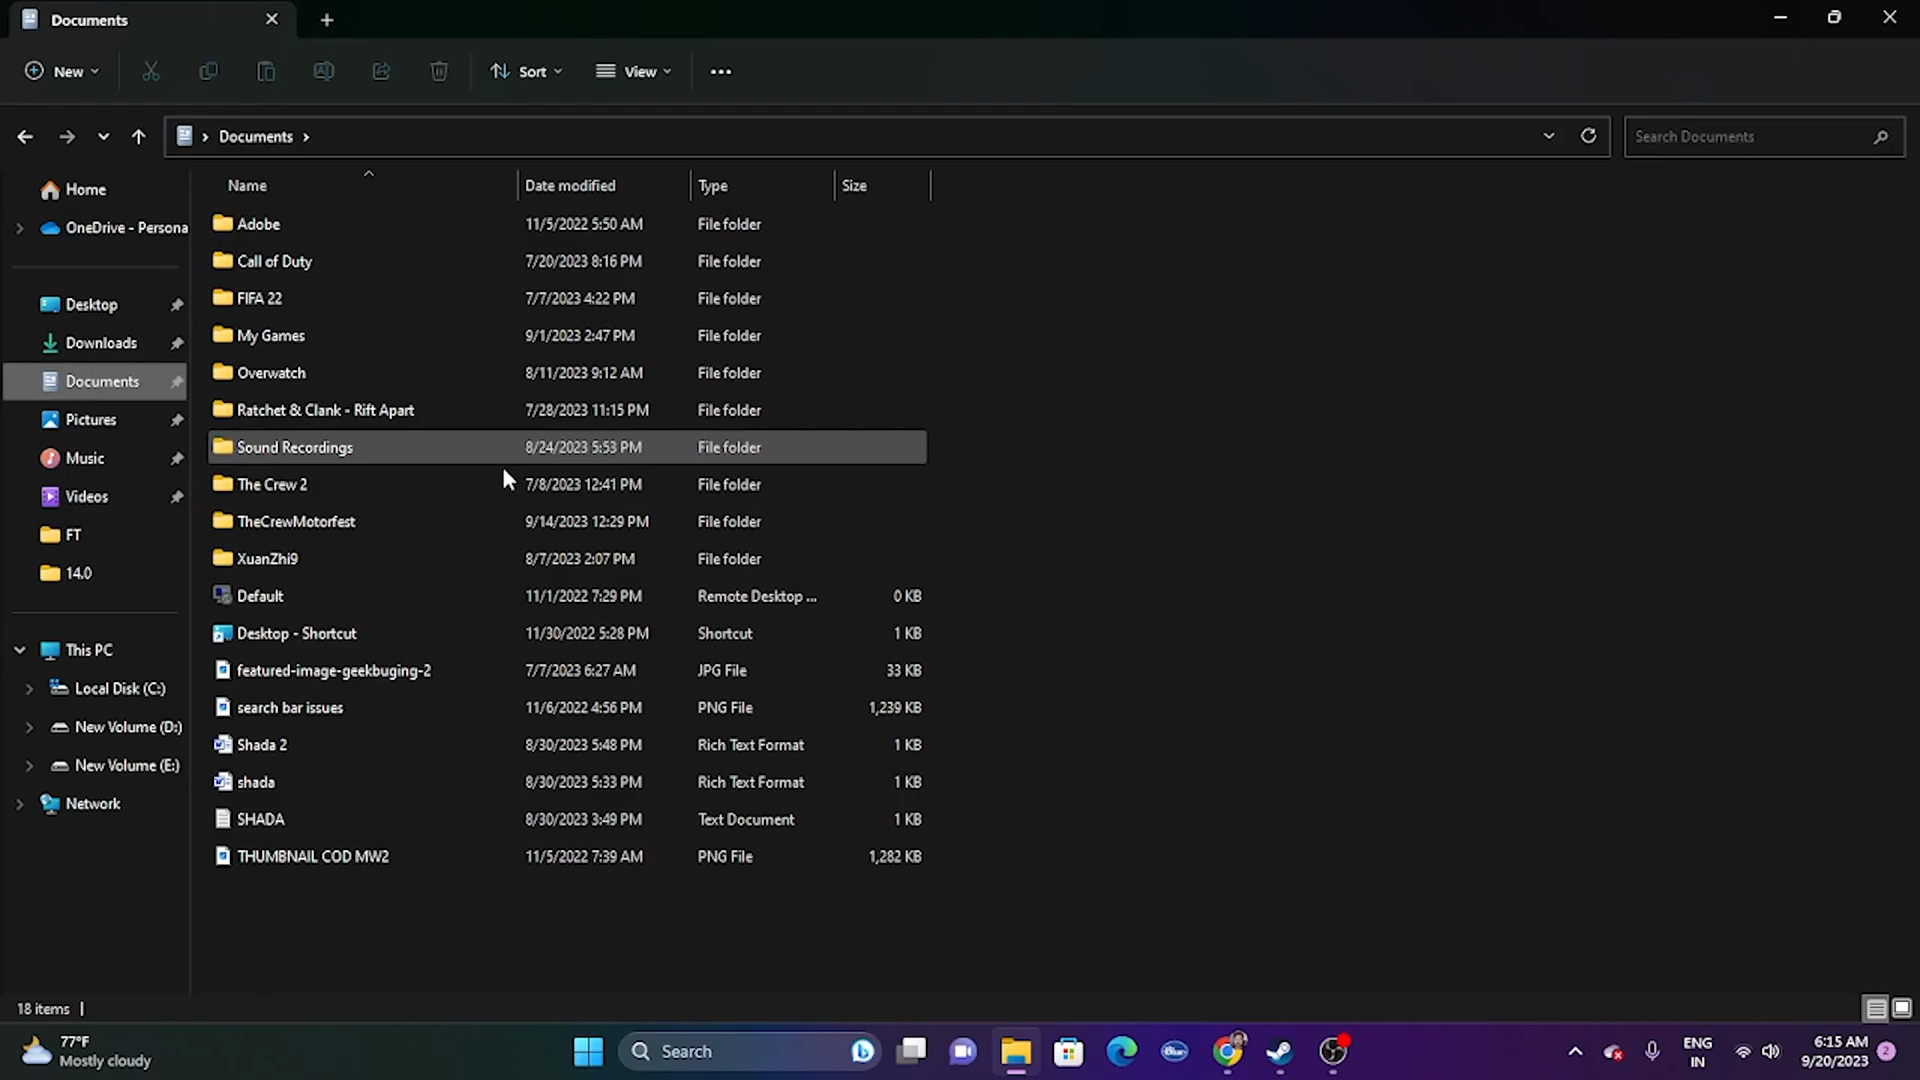 Documents
New
Sort
View
Documents
Search Documents
Name Date modified Type Size
Home
OneDrive - Persona
Desktop
Downloads
Documents
Pictures
Music
Videos
FT
14.0
This PC
Local Disk (C:)
New Volume (D:)
New Volume (E:)
Network
Adobe 11/5/2022 5:50 AM File folder
Call of Duty 7/20/2023 8:16 PM File folder
FIFA 22 7/7/2023 4:22 PM File folder
My Games 9/1/2023 2:47 PM File folder
Overwatch 8/11/2023 9:12 AM File folder
Ratchet & Clank - Rift Apart 7/28/2023 11:15 PM File folder
Sound Recordings 8/24/2023 5:53 PM File folder
The Crew 2 7/8/2023 12:41 PM File folder
TheCrewMotorfest 9/14/2023 12:29 PM File folder
XuanZhi9 8/7/2023 2:07 PM File folder
Default 11/1/2022 7:29 PM Remote Desktop ... 0 KB
Desktop - Shortcut 11/30/2022 5:28 PM Shortcut 1 KB
featured-image-geekbuging-2 7/7/2023 6:27 AM JPG File 33 KB
search bar issues 11/6/2022 4:56 PM PNG File 1,239 KB
Shada 2 8/30/2023 5:48 PM Rich Text Format 1 KB
shada 8/30/2023 5:33 PM Rich Text Format 1 KB
SHADA 8/30/2023 3:49 PM Text Document 1 KB
THUMBNAIL COD MW2 11/5/2022 7:39 AM PNG File 1,282 KB
18 items
77°F
Mostly cloudy
Search
ENG
IN
6:15 AM
9/20/2023
2